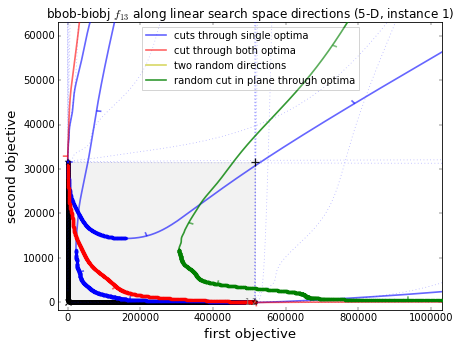 bbob-biobj f₁₃ along linear search space directions (5-D, instance 1)
cuts through single optima
cut through both optima
two random directions
random cut in plane through optima
60000
50000
40000
30000
20000
10000
0
second objective
0
200000
400000
600000
800000
1000000
first objective